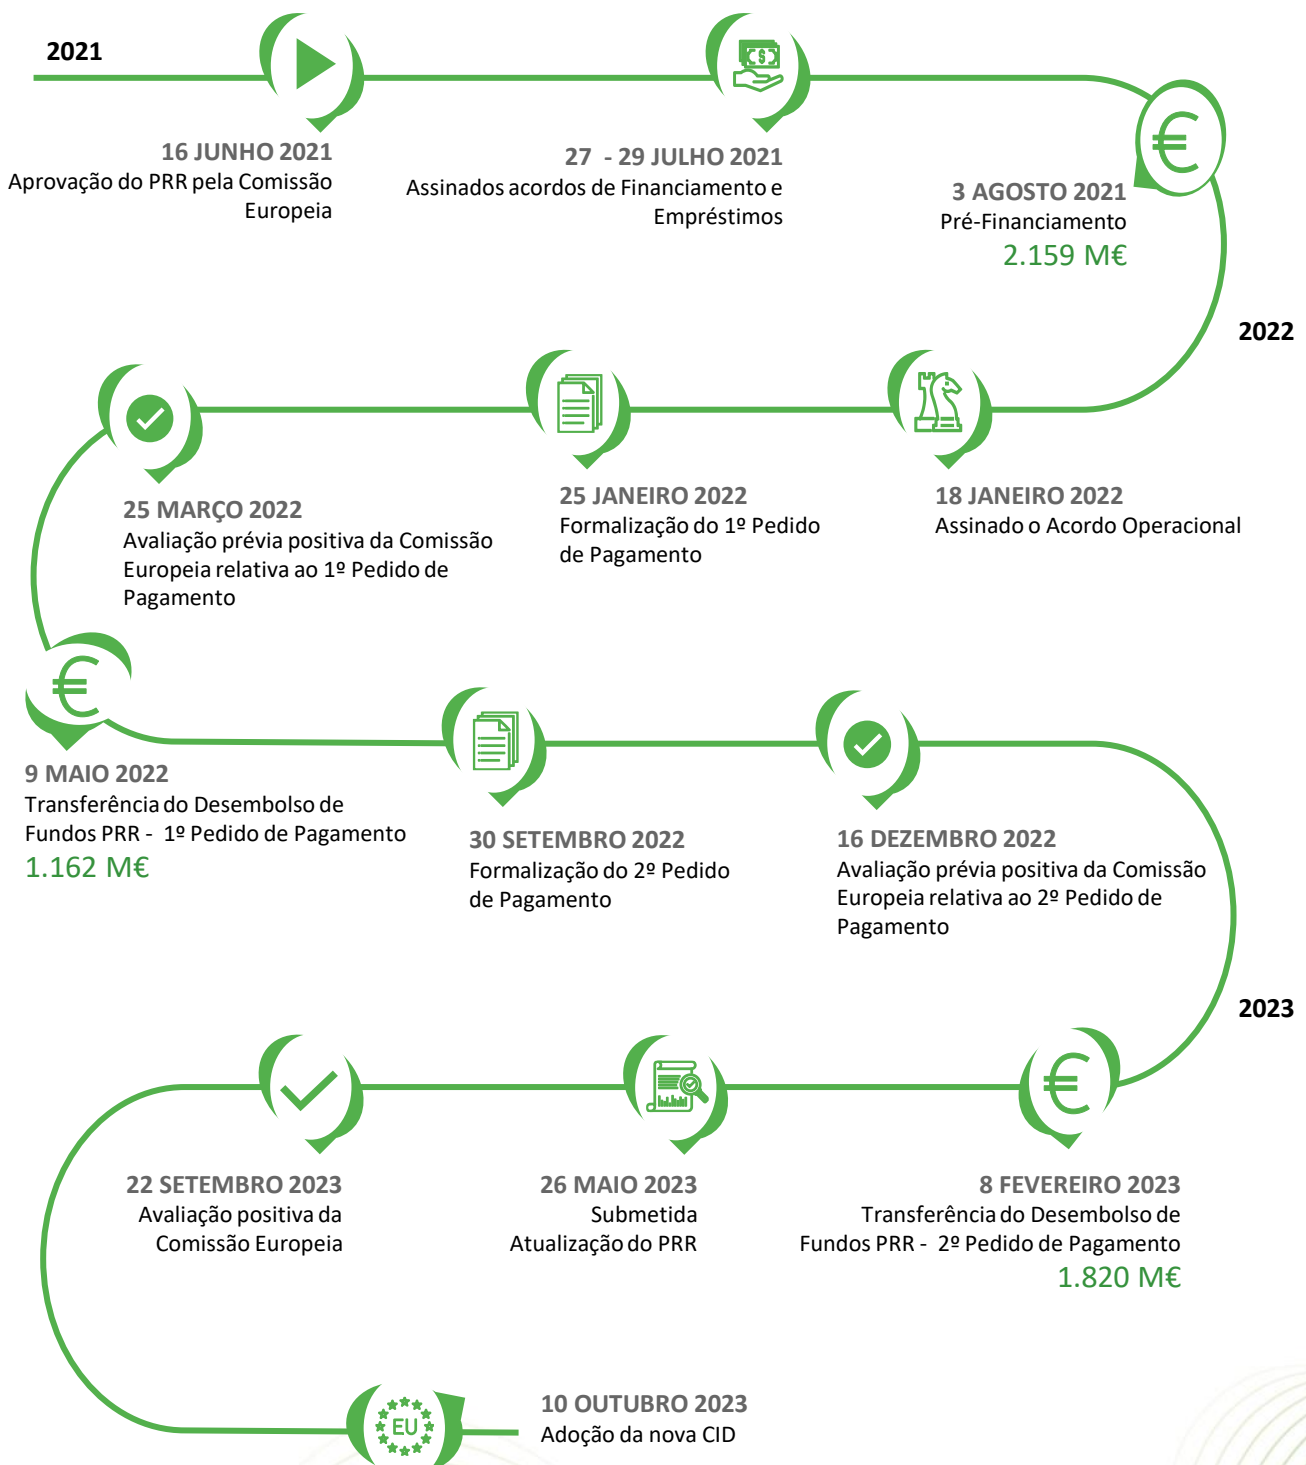 2021
16 JUNHO 2021
Aprovação do PRR pela Comissão
Europeia
27 - 29 JULHO 2021
Assinados acordos de Financiamento e
Empréstimos
3 AGOSTO 2021
Pré-Financiamento
2.159 M€
2022
18 JANEIRO 2022
Assinado o Acordo Operacional
25 JANEIRO 2022
Formalização do 1º Pedido
de Pagamento
25 MARÇO 2022
Avaliação prévia positiva da Comissão
Europeia relativa ao 1º Pedido de
Pagamento
9 MAIO 2022
Transferência do Desembolso de
Fundos PRR - 1º Pedido de Pagamento
1.162 M€
30 SETEMBRO 2022
Formalização do 2º Pedido
de Pagamento
16 DEZEMBRO 2022
Avaliação prévia positiva da Comissão
Europeia relativa ao 2º Pedido de
Pagamento
2023
8 FEVEREIRO 2023
Transferência do Desembolso de
Fundos PRR - 2º Pedido de Pagamento
1.820 M€
26 MAIO 2023
Submetida
Atualização do PRR
22 SETEMBRO 2023
Avaliação positiva da
Comissão Europeia
EU
10 OUTUBRO 2023
Adoção da nova CID